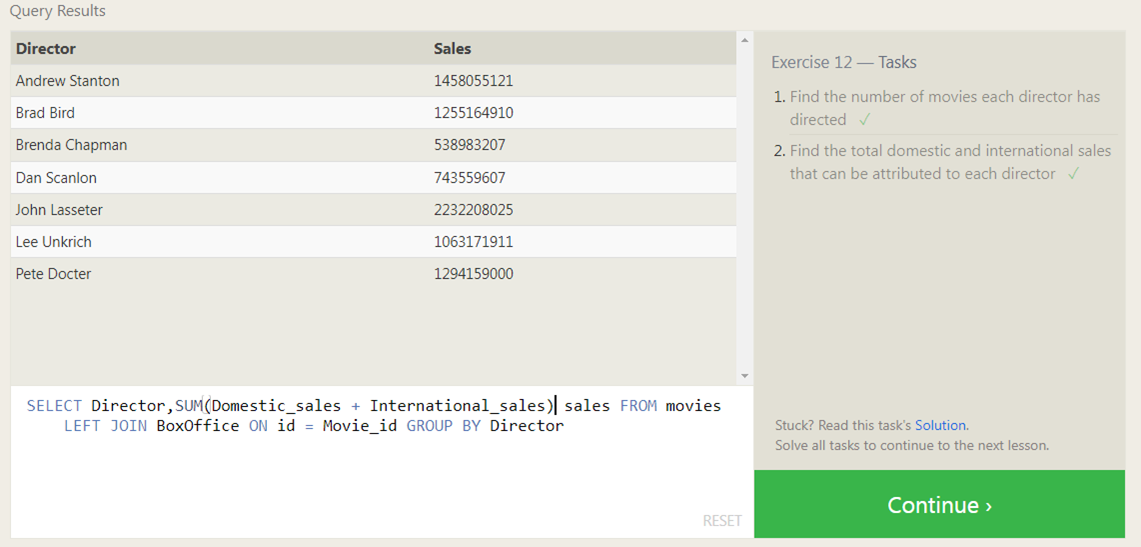 Query Results
Director Sales
Andrew Stanton 1458055121
Brad Bird 1255164910
Brenda Chapman 538983207
Dan Scanlon 743559607
John Lasseter 2232208025
Lee Unkrich 1063171911
Pete Docter 1294159000
SELECT Director,SUM(Domestic_sales + International_sales) sales FROM movies
LEFT JOIN BoxOffice ON id = Movie_id GROUP BY Director
RESET
Exercise 12 — Tasks
1. Find the number of movies each director has
directed ✓
2. Find the total domestic and international sales
that can be attributed to each director ✓
Stuck? Read this task's Solution.
Solve all tasks to continue to the next lesson.
Continue ›